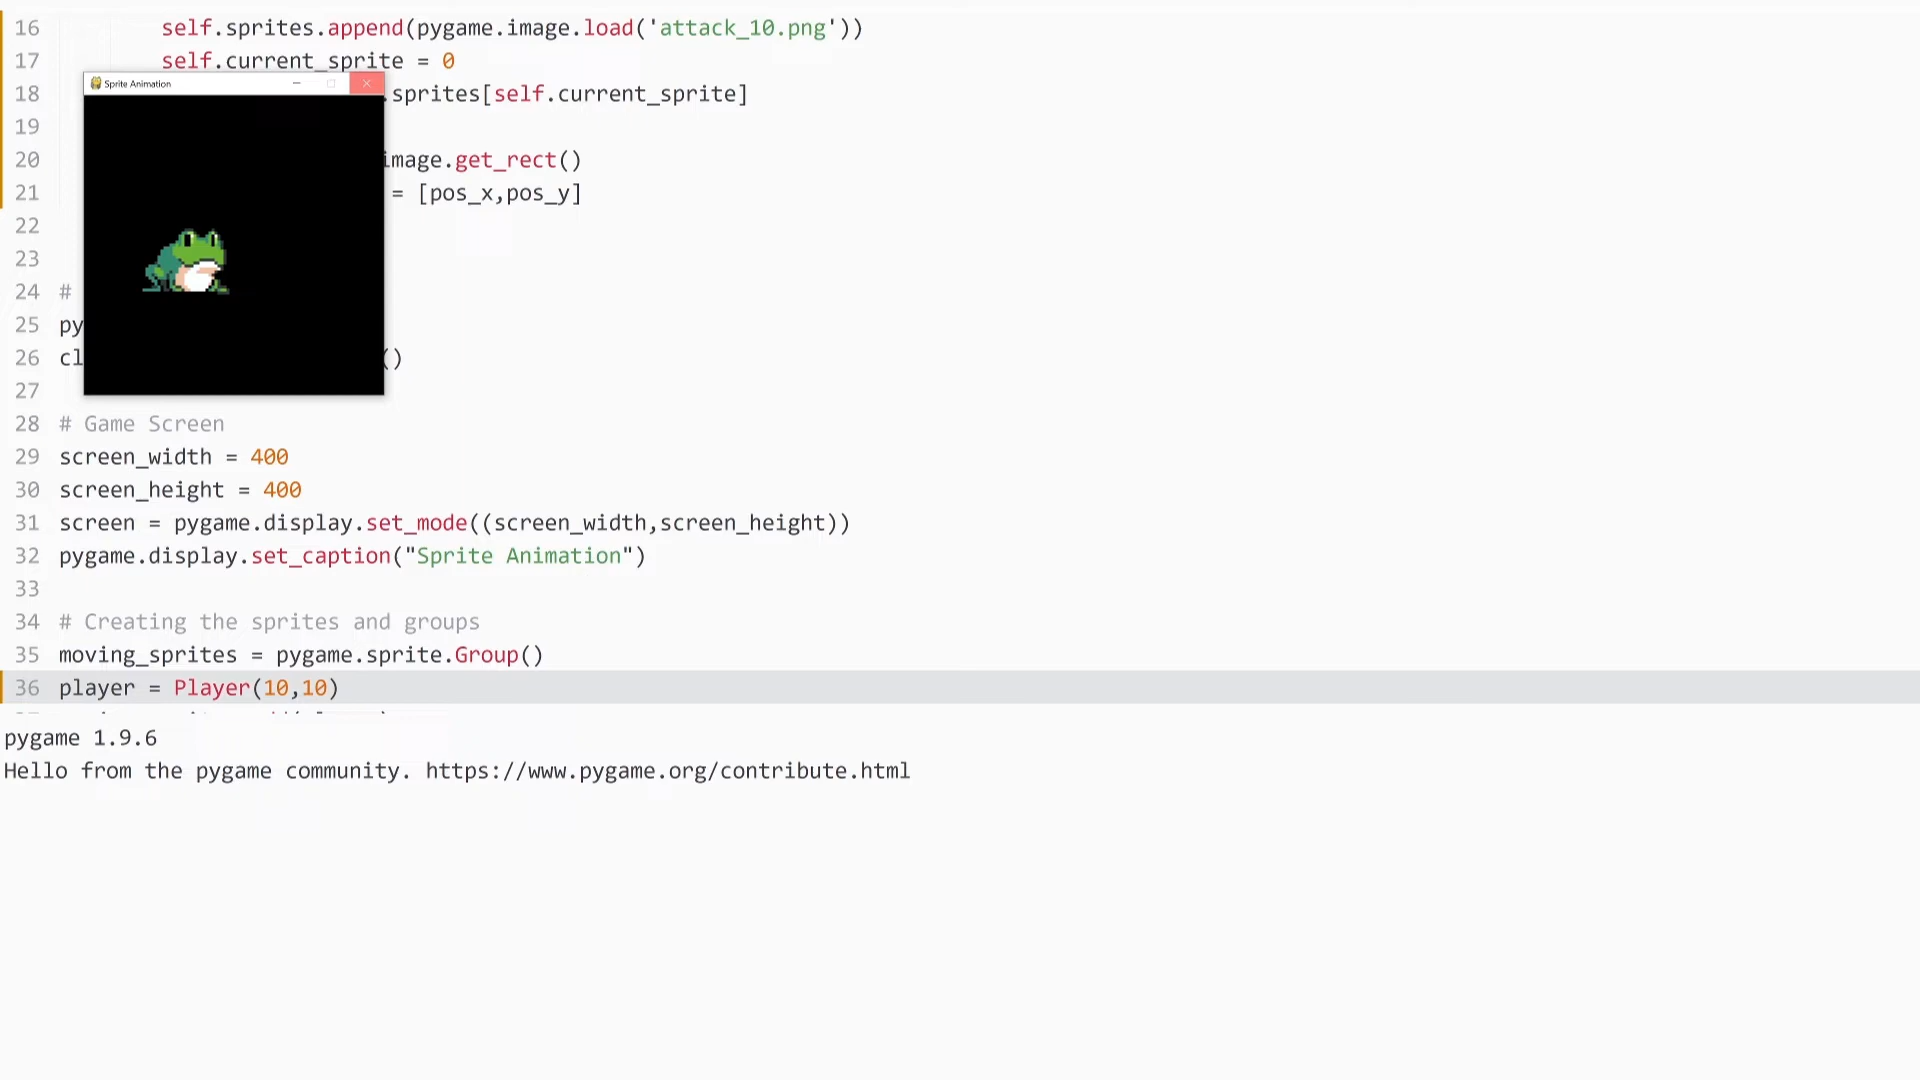 16 self.sprites.append(pygame.image.load('attack_10.png'))
17 self.current_sprite = 0
Sprite Animation
18 .sprites[self.current_sprite]
19
20 image.get_rect()
21 = [pos_x,pos_y]
22
23
24 #
25 py
26 cl ()
27
28 # Game Screen
29 screen_width = 400
30 screen_height = 400
31 screen = pygame.display.set_mode((screen_width,screen_height))
32 pygame.display.set_caption("Sprite Animation")
33
34 # Creating the sprites and groups
35 moving_sprites = pygame.sprite.Group()
36 player = Player(10,10)
pygame 1.9.6
Hello from the pygame community. https://www.pygame.org/contribute.html